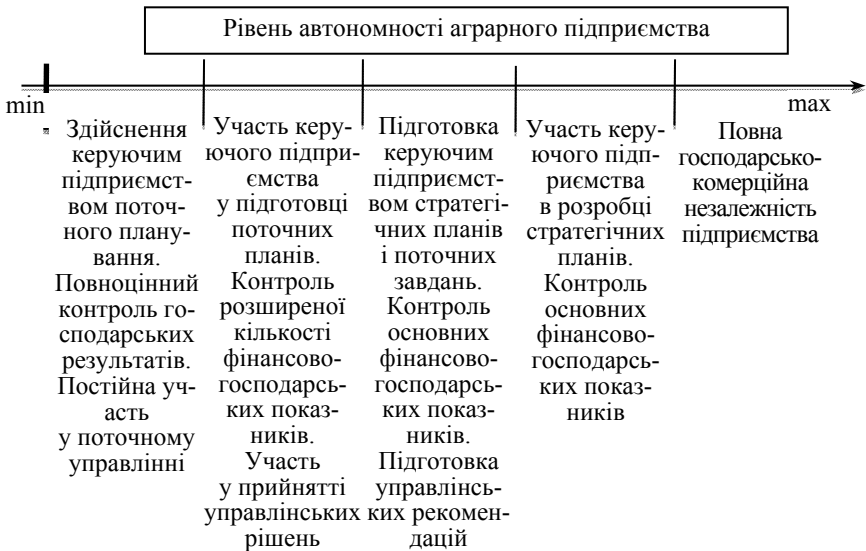 Рівень автономності аграрного підприємства
min
max
Здійснення
керуючим
підприємст-
вом поточ-
ного плану-
вання.
Повноцінний
контроль го-
сподарських
результатів.
Постійна уч-
асть
у поточному
управлінні
Участь керу-
ючого підпри-
ємства
у підготовці
поточних
планів.
Контроль
розширеної
кількості
фінансово-
господарсь-
ких показ-
ників.
Участь
у прийнятті
управлінських
рішень
Підготовка
керуючим
підприємст-
вом стратегі-
чних планів
і поточних
завдань.
Контроль
основних
фінансово-
господарсь-
ких показ-
ників.
Підготовка
управлінсь-
ких рекомен-
дацій
Участь керу-
ючого підп-
риємства
в розробці
стратегічних
планів.
Контроль
основних
фінансово-
господарсь-
ких показ-
ників
Повна
господарсько-
комерційна
незалежність
підприємства